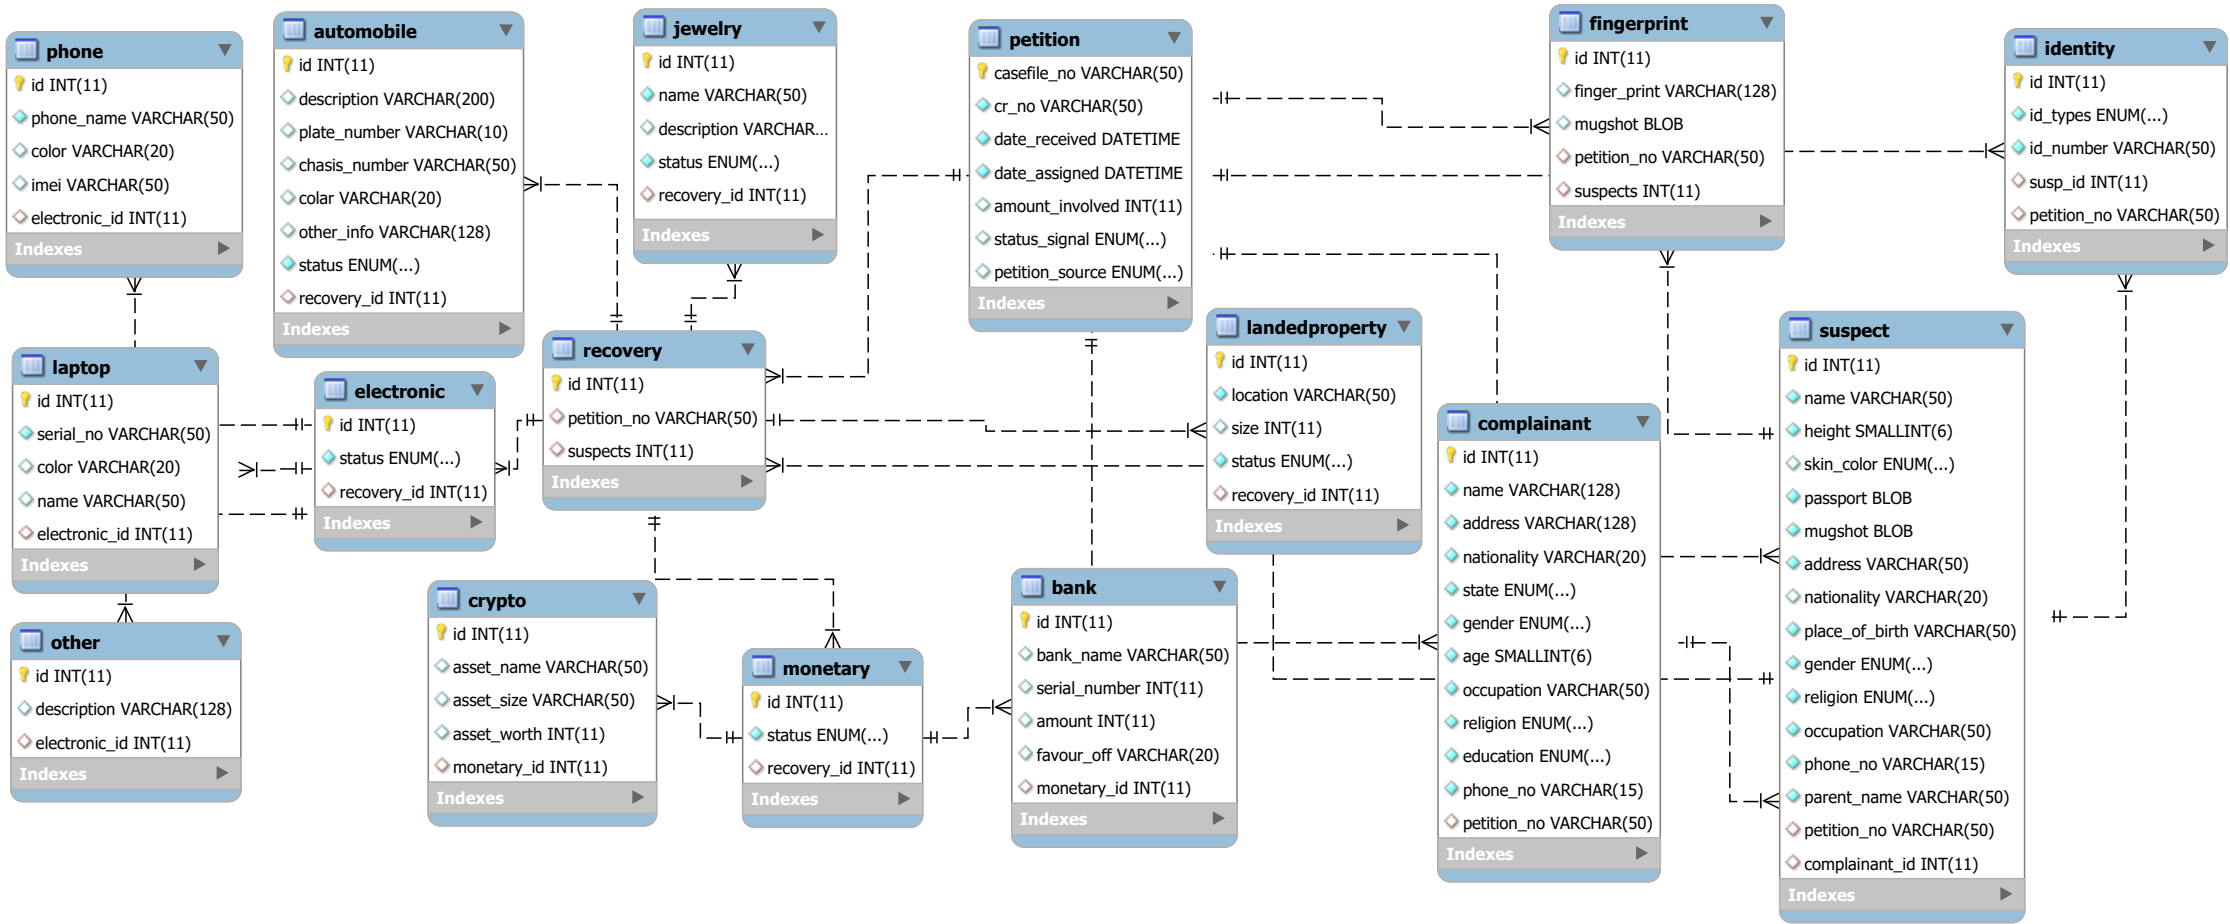 phone
id INT(11)
phone_name VARCHAR(50)
color VARCHAR(20)
imei VARCHAR(50)
electronic_id INT(11)
Indexes
automobile
id INT(11)
description VARCHAR(200)
plate_number VARCHAR(10)
chasis_number VARCHAR(50)
colar VARCHAR(20)
other_info VARCHAR(128)
status ENUM(...)
recovery_id INT(11)
Indexes
jewelry
id INT(11)
name VARCHAR(50)
description VARCHAR...
status ENUM(...)
recovery_id INT(11)
Indexes
petition
casefile_no VARCHAR(50)
cr_no VARCHAR(50)
date_received DATETIME
date_assigned DATETIME
amount_involved INT(11)
status_signal ENUM(...)
petition_source ENUM(...)
Indexes
fingerprint
id INT(11)
finger_print VARCHAR(128)
mugshot BLOB
petition_no VARCHAR(50)
suspects INT(11)
Indexes
identity
id INT(11)
id_types ENUM(...)
id_number VARCHAR(50)
susp_id INT(11)
petition_no VARCHAR(50)
Indexes
laptop
id INT(11)
serial_no VARCHAR(50)
color VARCHAR(20)
name VARCHAR(50)
electronic_id INT(11)
Indexes
electronic
id INT(11)
status ENUM(...)
recovery_id INT(11)
Indexes
recovery
id INT(11)
petition_no VARCHAR(50)
suspects INT(11)
Indexes
landedproperty
id INT(11)
location VARCHAR(50)
size INT(11)
status ENUM(...)
recovery_id INT(11)
Indexes
complainant
id INT(11)
name VARCHAR(128)
address VARCHAR(128)
nationality VARCHAR(20)
state ENUM(...)
gender ENUM(...)
age SMALLINT(6)
occupation VARCHAR(50)
religion ENUM(...)
education ENUM(...)
phone_no VARCHAR(15)
petition_no VARCHAR(50)
Indexes
suspect
id INT(11)
name VARCHAR(50)
height SMALLINT(6)
skin_color ENUM(...)
passport BLOB
mugshot BLOB
address VARCHAR(50)
nationality VARCHAR(20)
place_of_birth VARCHAR(50)
gender ENUM(...)
religion ENUM(...)
occupation VARCHAR(50)
phone_no VARCHAR(15)
parent_name VARCHAR(50)
petition_no VARCHAR(50)
complainant_id INT(11)
Indexes
other
id INT(11)
description VARCHAR(128)
electronic_id INT(11)
Indexes
crypto
id INT(11)
asset_name VARCHAR(50)
asset_size VARCHAR(50)
asset_worth INT(11)
monetary_id INT(11)
Indexes
monetary
id INT(11)
status ENUM(...)
recovery_id INT(11)
Indexes
bank
id INT(11)
bank_name VARCHAR(50)
serial_number INT(11)
amount INT(11)
favour_off VARCHAR(20)
monetary_id INT(11)
Indexes